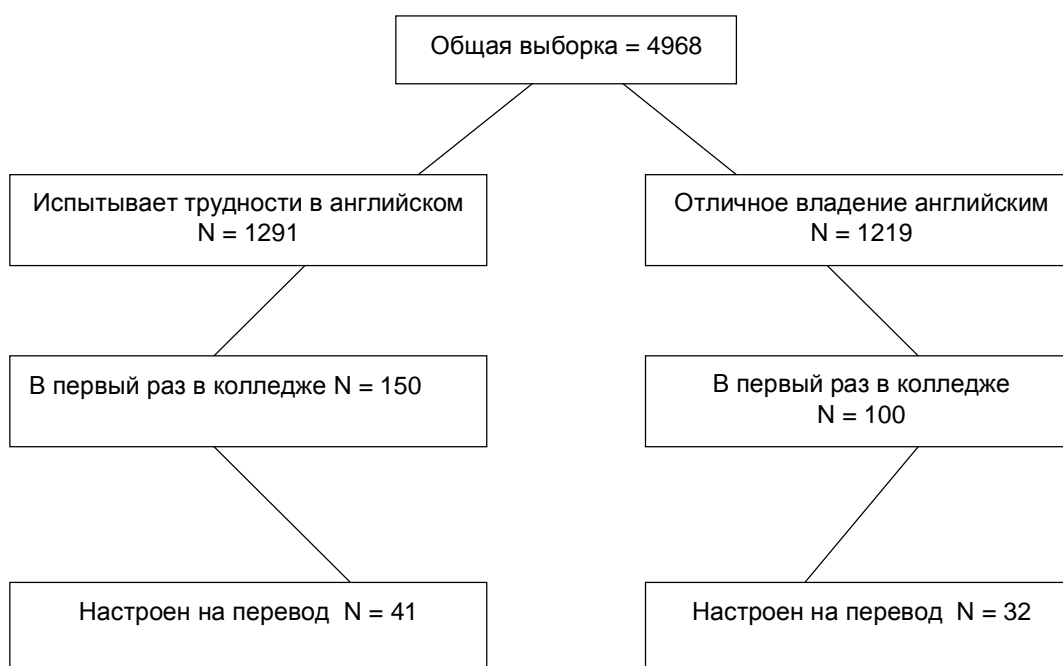 Общая выборка = 4968
Испытывает трудности в английском
N = 1291
Отличное владение английским
N = 1219
В первый раз в колледже N = 150
В первый раз в колледже
N = 100
Настроен на перевод N = 41
Настроен на перевод N = 32